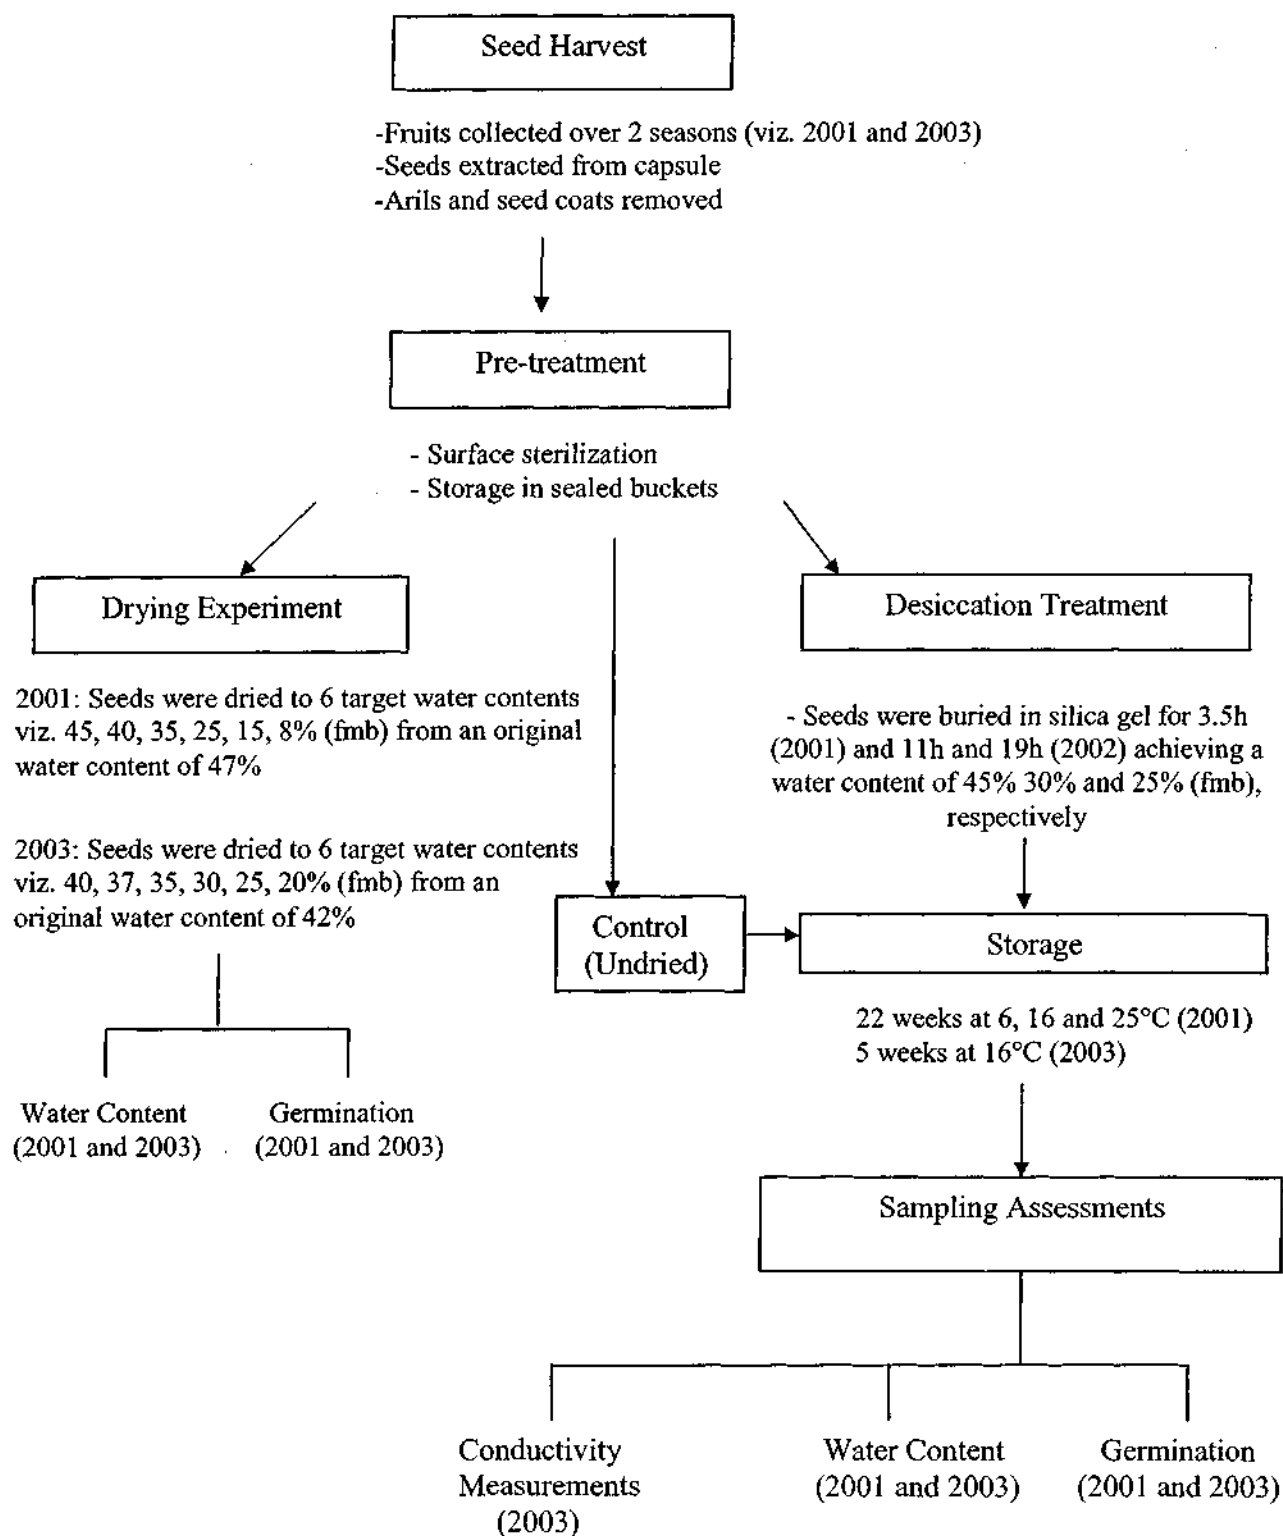 Seed Harvest
-Fruits collected over 2 seasons (viz. 2001 and 2003)
-Seeds extracted from capsule
-Arils and seed coats removed
Pre-treatment
- Surface sterilization
- Storage in sealed buckets
Drying Experiment
2001: Seeds were dried to 6 target water contents
viz. 45, 40, 35, 25, 15, 8% (fmb) from an original
water content of 47%
2003: Seeds were dried to 6 target water contents
viz. 40, 37, 35, 30, 25, 20% (fmb) from an
original water content of 42%
Water Content
(2001 and 2003)
Germination
(2001 and 2003)
Control
(Undried)
Desiccation Treatment
- Seeds were buried in silica gel for 3.5h
(2001) and 11h and 19h (2002) achieving a
water content of 45% 30% and 25% (fmb),
respectively
Storage
22 weeks at 6, 16 and 25°C (2001)
5 weeks at 16°C (2003)
Sampling Assessments
Conductivity
Measurements
(2003)
Water Content
(2001 and 2003)
Germination
(2001 and 2003)